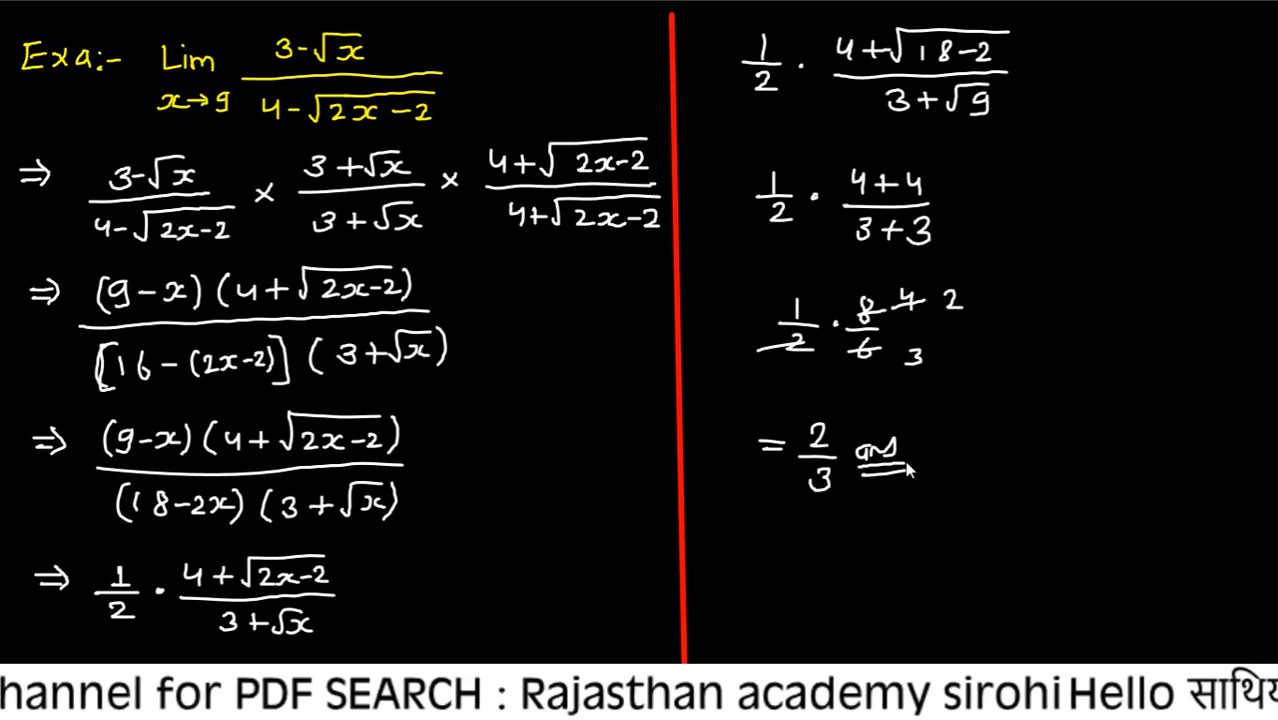 Exa:- Lim x→9 (3-√x)/(4-√(2x-2))
⇒ (3-√x)/(4-√(2x-2)) × (3+√x)/(3+√x) × (4+√(2x-2))/(4+√(2x-2))
⇒ (9-x)(4+√(2x-2))/[16-(2x-2)](3+√x)
⇒ (9-x)(4+√(2x-2))/(18-2x)(3+√x)
⇒ 1/2 · (4+√(2x-2))/(3+√x)
1/2 · (4+√(18-2))/(3+√9)
1/2 · (4+4)/(3+3)
1/2 · 8/6 4 2 3
= 2/3 ans
hannel for PDF SEARCH : Rajasthan academy sirohi Hello